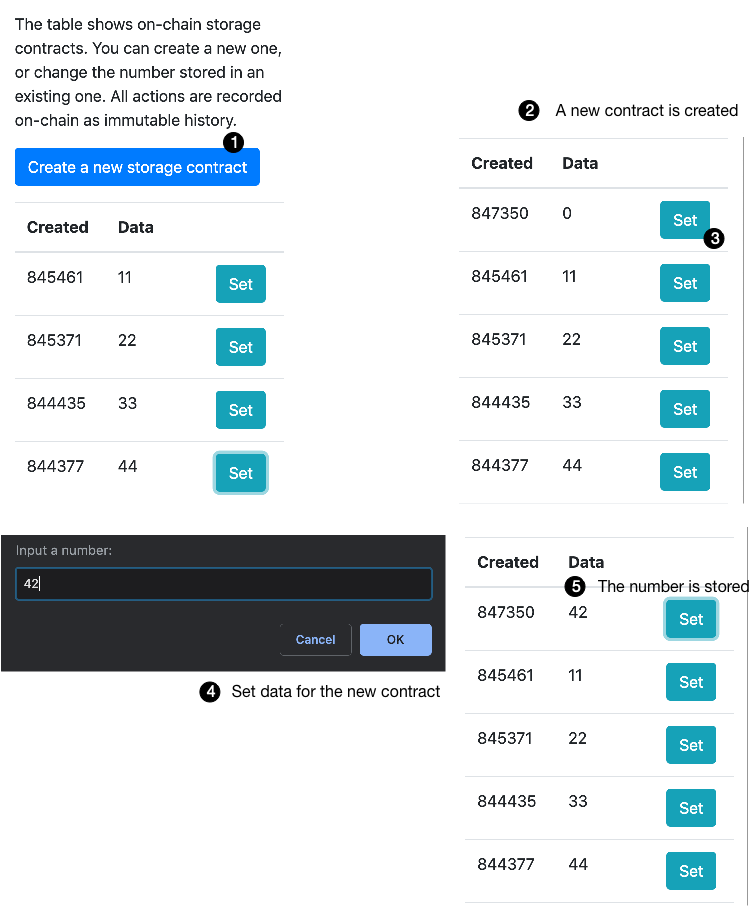 The table shows on-chain storage
contracts. You can create a new one,
or change the number stored in an
existing one. All actions are recorded
on-chain as immutable history.
1
Create a new storage contract
Created Data
845461 11 Set
845371 22 Set
844435 33 Set
844377 44 Set
2 A new contract is created
Created Data
847350 0 Set
3
845461 11 Set
845371 22 Set
844435 33 Set
844377 44 Set
Input a number:
42
Cancel OK
4 Set data for the new contract
Created Data
5 The number is stored
847350 42 Set
845461 11 Set
845371 22 Set
844435 33 Set
844377 44 Set